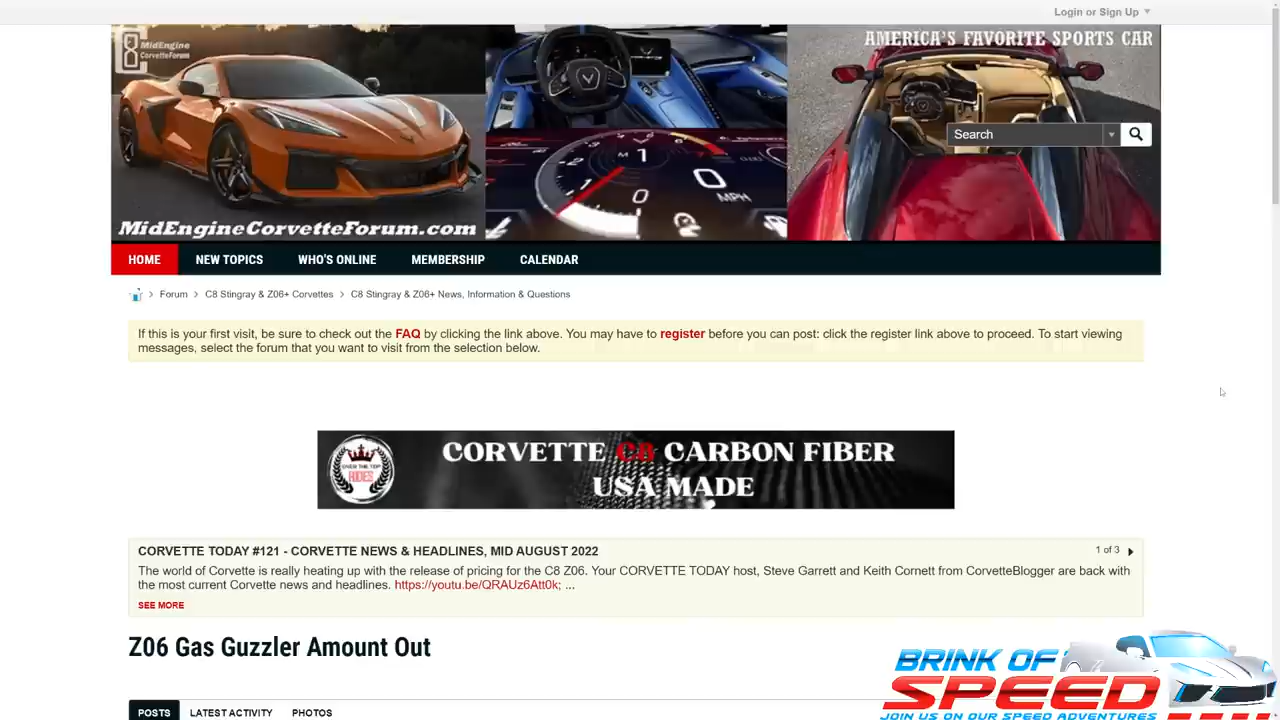 Login or Sign Up
C8 MidEngine
CorvetteForum
AMERICA'S FAVORITE SPORTS CAR
Search
1
0
0
MPH
MidEngineCorvetteForum.com
HOME NEW TOPICS WHO'S ONLINE MEMBERSHIP CALENDAR
Forum C8 Stingray & Z06+ Corvettes C8 Stingray & Z06+ News, Information & Questions
If this is your first visit, be sure to check out the FAQ by clicking the link above. You may have to register before you can post: click the register link above to proceed. To start viewing
messages, select the forum that you want to visit from the selection below.
OVER THE TOP
RIDES
CORVETTE C8 CARBON FIBER
USA MADE
CORVETTE TODAY #121 - CORVETTE NEWS & HEADLINES, MID AUGUST 2022 1 of 3
The world of Corvette is really heating up with the release of pricing for the C8 Z06. Your CORVETTE TODAY host, Steve Garrett and Keith Cornett from CorvetteBlogger are back with
the most current Corvette news and headlines. https://youtu.be/QRAUz6Att0k; ...
SEE MORE
Z06 Gas Guzzler Amount Out
BRINK OF
SPEED
JOIN US ON OUR SPEED ADVENTURES
POSTS LATEST ACTIVITY PHOTOS